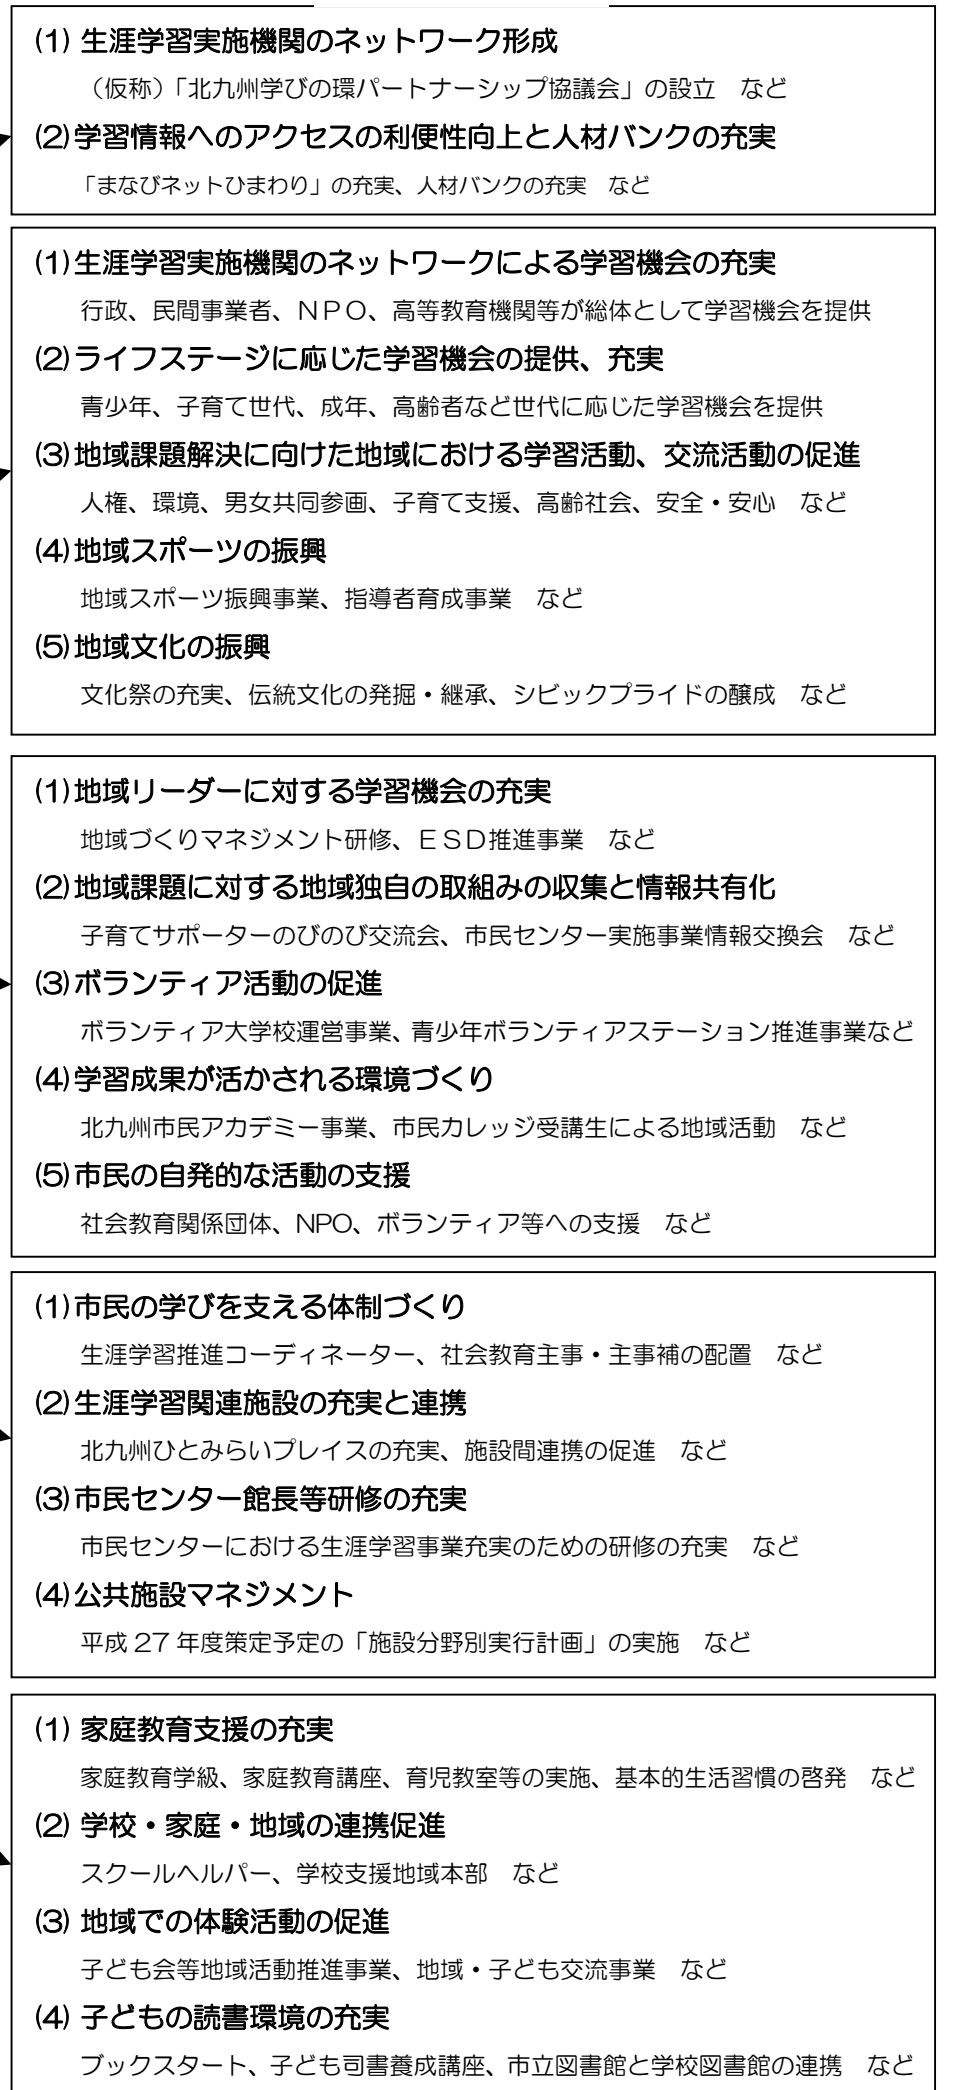 (1) 生涯学習実施機関のネットワーク形成
（仮称）「北九州学びの環パートナーシップ協議会」の設立　など
(2)学習情報へのアクセスの利便性向上と人材バンクの充実
「まなびネットひまわり」の充実、人材バンクの充実　など
(1)生涯学習実施機関のネットワークによる学習機会の充実
行政、民間事業者、ＮＰＯ、高等教育機関等が総体として学習機会を提供
(2)ライフステージに応じた学習機会の提供、充実
青少年、子育て世代、成年、高齢者など世代に応じた学習機会を提供
(3)地域課題解決に向けた地域における学習活動、交流活動の促進
人権、環境、男女共同参画、子育て支援、高齢社会、安全・安心　など
(4)地域スポーツの振興
地域スポーツ振興事業、指導者育成事業　など
(5)地域文化の振興
文化祭の充実、伝統文化の発掘・継承、シビックプライドの醸成　など
(1)地域リーダーに対する学習機会の充実
地域づくりマネジメント研修、ＥＳＤ推進事業　など
(2)地域課題に対する地域独自の取組みの収集と情報共有化
子育てサポーターのびのび交流会、市民センター実施事業情報交換会　など
(3)ボランティア活動の促進
ボランティア大学校運営事業、青少年ボランティアステーション推進事業など
(4)学習成果が活かされる環境づくり
北九州市民アカデミー事業、市民カレッジ受講生による地域活動　など
(5)市民の自発的な活動の支援
社会教育関係団体、NPO、ボランティア等への支援　など
(1)市民の学びを支える体制づくり
生涯学習推進コーディネーター、社会教育主事・主事補の配置　など
(2)生涯学習関連施設の充実と連携
北九州ひとみらいプレイスの充実、施設間連携の促進　など
(3)市民センター館長等研修の充実
市民センターにおける生涯学習事業充実のための研修の充実　など
(4)公共施設マネジメント
平成 27 年度策定予定の「施設分野別実行計画」の実施　など
(1) 家庭教育支援の充実
家庭教育学級、家庭教育講座、育児教室等の実施、基本的生活習慣の啓発　など
(2) 学校・家庭・地域の連携促進
スクールヘルパー、学校支援地域本部　など
(3) 地域での体験活動の促進
子ども会等地域活動推進事業、地域・子ども交流事業　など
(4) 子どもの読書環境の充実
ブックスタート、子ども司書養成講座、市立図書館と学校図書館の連携　など